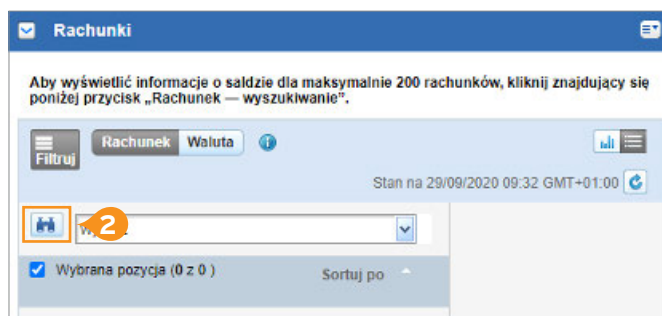 Rachunki
Aby wyświetlić informacje o saldzie dla maksymalnie 200 rachunków, kliknij znajdujący się
poniżej przycisk „Rachunek — wyszukiwanie”.
Filtruj
Rachunek Waluta
Stan na 29/09/2020 09:32 GMT+01:00
2
Wybrana pozycja (0 z 0 )
Sortuj po